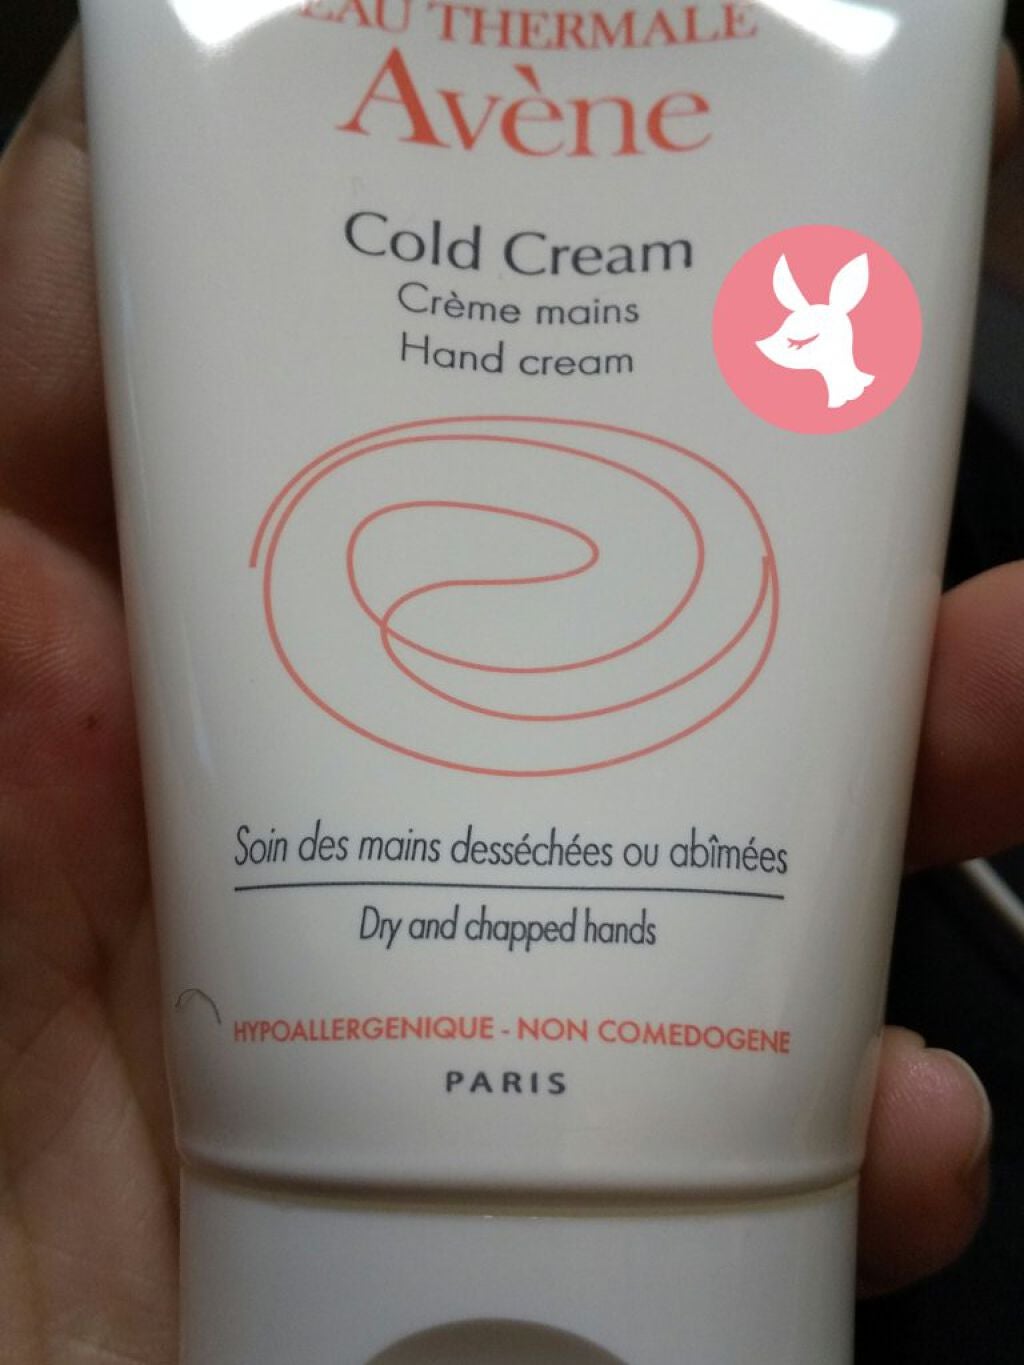 EAU THERMALE
Avène
Cold Cream
Crème mains
Hand cream
Soin des mains desséchées ou abîmées
Dry and chapped hands
HYPOALLERGENIQUE - NON COMEDOGENE
PARIS